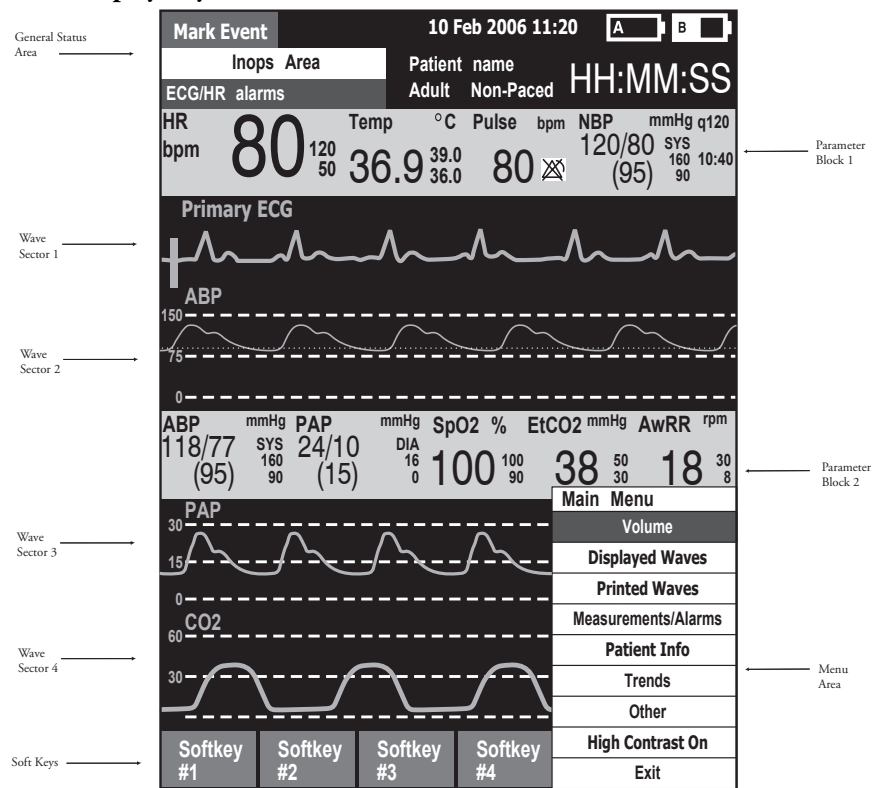 General Status
Area
Mark Event
10 Feb 2006 11:20
A
B
Inops Area
Patient name
HH:MM:SS
ECG/HR alarms
Adult Non-Paced
HR
bpm
80
120
50
Temp °C
36.9
39.0
36.0
Pulse bpm
80
NBP mmHg q120
120/80
(95)
SYS
160
90
10:40
Parameter
Block 1
Primary ECG
Wave
Sector 1
ABP
150
75
0
Wave
Sector 2
ABP mmHg
118/77
(95)
SYS
160
90
PAP mmHg
24/10
(15)
DIA
16
0
SpO2 %
100
100
90
EtCO2 mmHg
38
50
30
AwRR rpm
18
30
8
Parameter
Block 2
PAP
30
15
0
Wave
Sector 3
CO2
60
30
Wave
Sector 4
Main Menu
Volume
Displayed Waves
Printed Waves
Measurements/Alarms
Patient Info
Trends
Other
High Contrast On
Exit
Menu
Area
Soft Keys
Softkey
#1
Softkey
#2
Softkey
#3
Softkey
#4